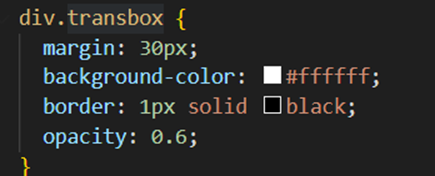 div.transbox {
margin: 30px;
background-color: #ffffff;
border: 1px solid black;
opacity: 0.6;
}